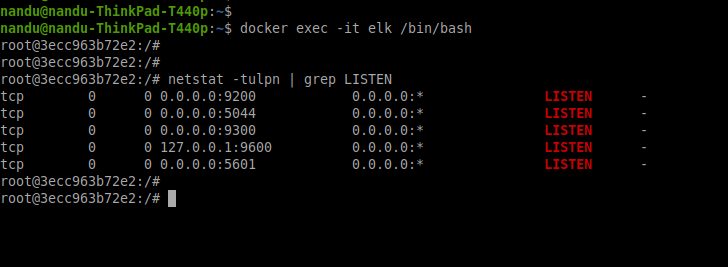 nandu@nandu-ThinkPad-T440p:~$
nandu@nandu-ThinkPad-T440p:~$ docker exec -it elk /bin/bash
root@3ecc963b72e2:/#
root@3ecc963b72e2:/#
root@3ecc963b72e2:/# netstat -tulpn | grep LISTEN
tcp        0      0 0.0.0.0:9200            0.0.0.0:*               LISTEN      -
tcp        0      0 0.0.0.0:5044            0.0.0.0:*               LISTEN      -
tcp        0      0 0.0.0.0:9300            0.0.0.0:*               LISTEN      -
tcp        0      0 127.0.0.1:9600          0.0.0.0:*               LISTEN      -
tcp        0      0 0.0.0.0:5601            0.0.0.0:*               LISTEN      -
root@3ecc963b72e2:/#
root@3ecc963b72e2:/#